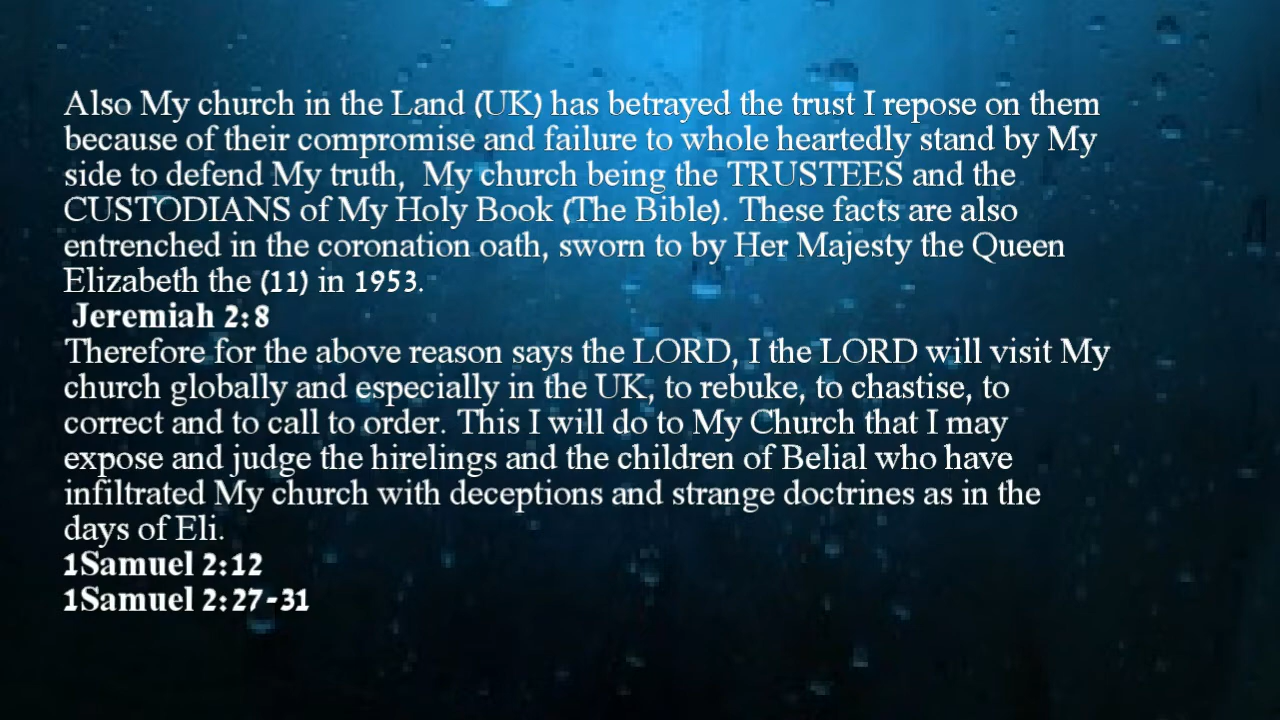 Also My church in the Land (UK) has betrayed the trust I repose on them
because of their compromise and failure to whole heartedly stand by My
side to defend My truth,  My church being the TRUSTEES and the
CUSTODIANS of My Holy Book (The Bible). These facts are also
entrenched in the coronation oath, sworn to by Her Majesty the Queen
Elizabeth the (11) in 1953.
Jeremiah 2:8
Therefore for the above reason says the LORD, I the LORD will visit My
church globally and especially in the UK, to rebuke, to chastise, to
correct and to call to order. This I will do to My Church that I may
expose and judge the hirelings and the children of Belial who have
infiltrated My church with deceptions and strange doctrines as in the
days of Eli.
1Samuel 2:12
1Samuel 2:27-31